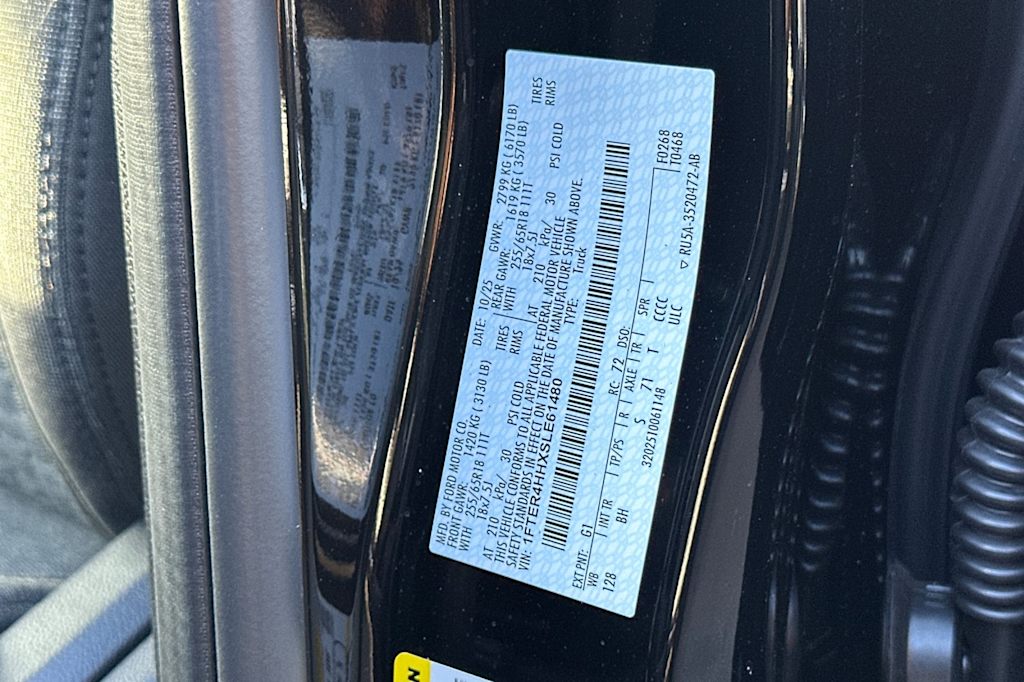 MFD. BY FORD MOTOR CO. DATE: 10/25 GVWR: 2799 KG ( 6170 LB)
FRONT GAWR: 1420 KG ( 3130 LB) REAR GAWR: 1619 KG ( 3570 LB)
WITH 255/65R18 111T TIRES WITH 255/65R18 111T TIRES
18x7.5J RIMS 18x7.5J RIMS
AT 210 kPa/ 30 PSI COLD AT 210 kPa/ 30 PSI COLD
THIS VEHICLE CONFORMS TO ALL APPLICABLE FEDERAL MOTOR VEHICLE
SAFETY STANDARDS IN EFFECT ON THE DATE OF MANUFACTURE SHOWN ABOVE.
VIN: 1FTER4HHXSLE61480 TYPE: Truck
EXT PNT: G1 RC: 72 DSO: F0268
WB INT TR TP/PS R AXLE TR SPR T0468
128 BH S 71 T CCCC
ULC
3202510061148 ▽ RU5A-3520472-AB